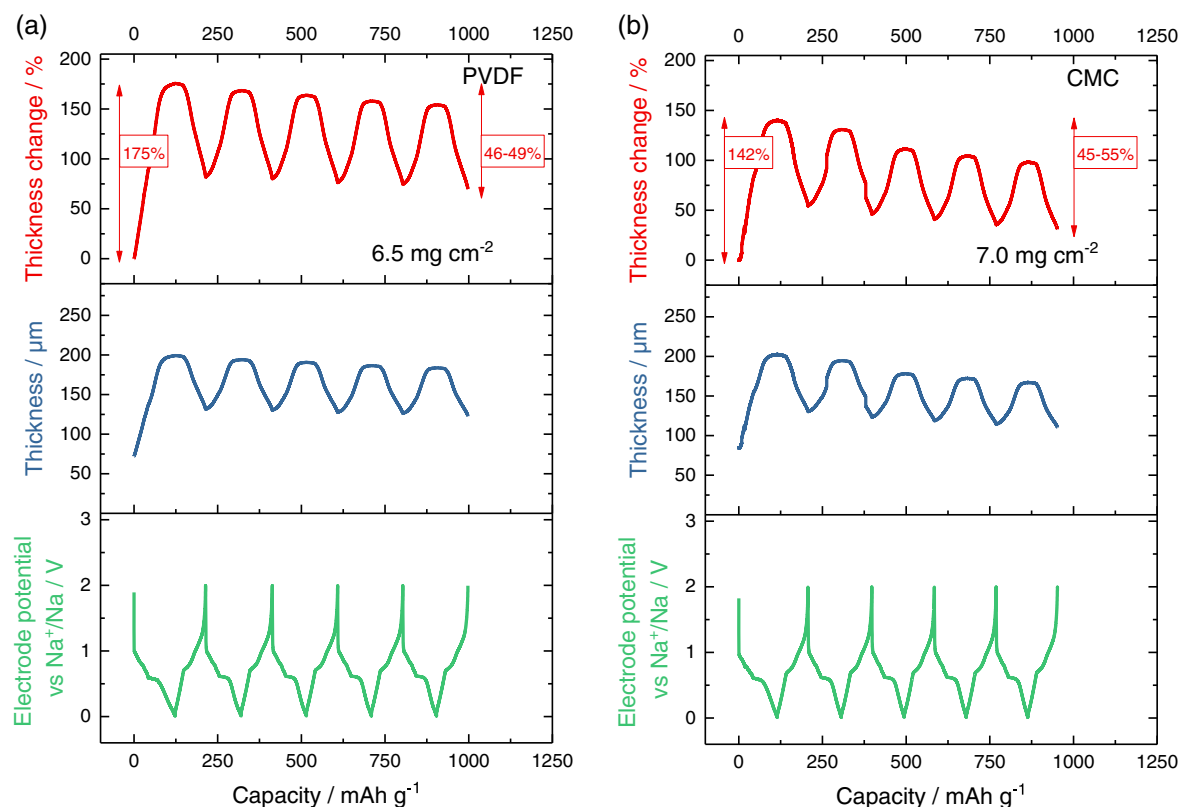 (a)
0 250 500 750 1000
200
150
100
50
0
Thickness change / %
PVDF
175%
46-49%
6.5 mg cm⁻²
250
200
150
100
50
Thickness / µm
3
2
1
0
Electrode potential
vs Na⁺/Na / V
0 250 500 750 1000 1250
Capacity / mAh g⁻¹
(b)
0 250 500 750 1000 1250
200
150
100
50
0
Thickness change / %
CMC
142%
45-55%
7.0 mg cm⁻²
250
200
150
100
50
Thickness / µm
3
2
1
0
Electrode potential
vs Na⁺/Na / V
0 250 500 750 1000 1250
Capacity / mAh g⁻¹